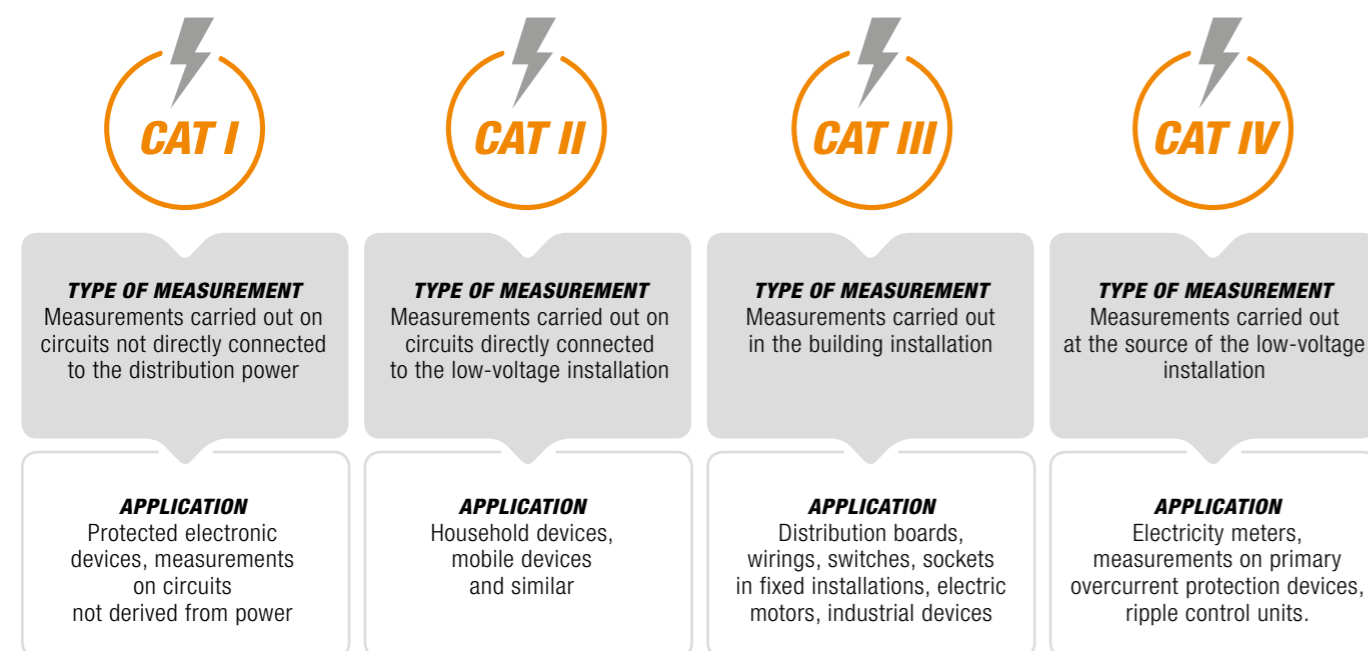 CAT I
CAT II
CAT III
CAT IV
TYPE OF MEASUREMENT
Measurements carried out on
circuits not directly connected
to the distribution power
TYPE OF MEASUREMENT
Measurements carried out on
circuits directly connected
to the low-voltage installation
TYPE OF MEASUREMENT
Measurements carried out
in the building installation
TYPE OF MEASUREMENT
Measurements carried out
at the source of the low-voltage
installation
APPLICATION
Protected electronic
devices, measurements
on circuits
not derived from power
APPLICATION
Household devices,
mobile devices
and similar
APPLICATION
Distribution boards,
wirings, switches, sockets
in fixed installations, electric
motors, industrial devices
APPLICATION
Electricity meters,
measurements on primary
overcurrent protection devices,
ripple control units.